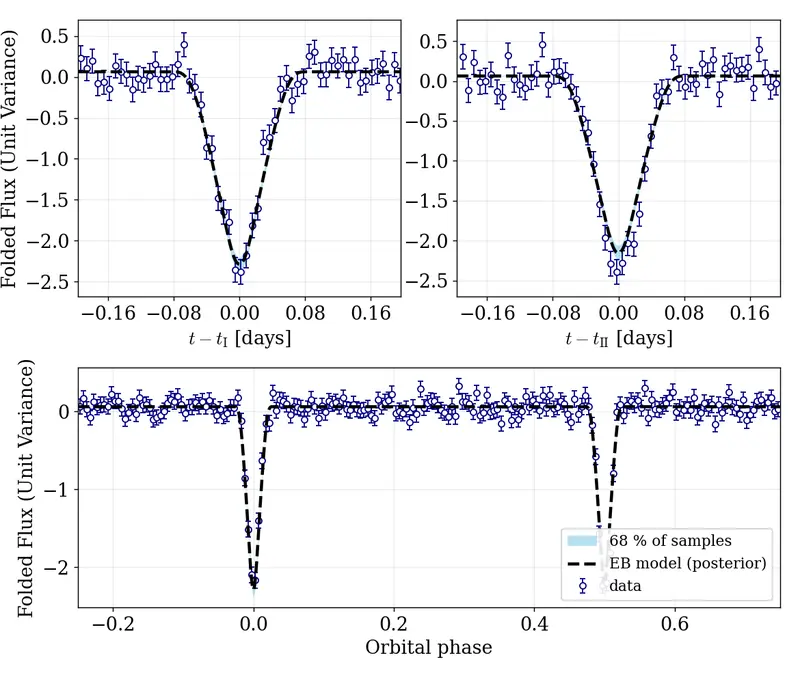 Folded Flux (Unit Variance)
0.5
0.0
−0.5
−1.0
−1.5
−2.0
−2.5
−0.16 −0.08 0.00 0.08 0.16
t − t_I [days]
0.5
0.0
−0.5
−1.0
−1.5
−2.0
−2.5
−0.16 −0.08 0.00 0.08 0.16
t − t_II [days]
Folded Flux (Unit Variance)
0
−1
−2
68 % of samples
EB model (posterior)
data
−0.2 0.0 0.2 0.4 0.6
Orbital phase